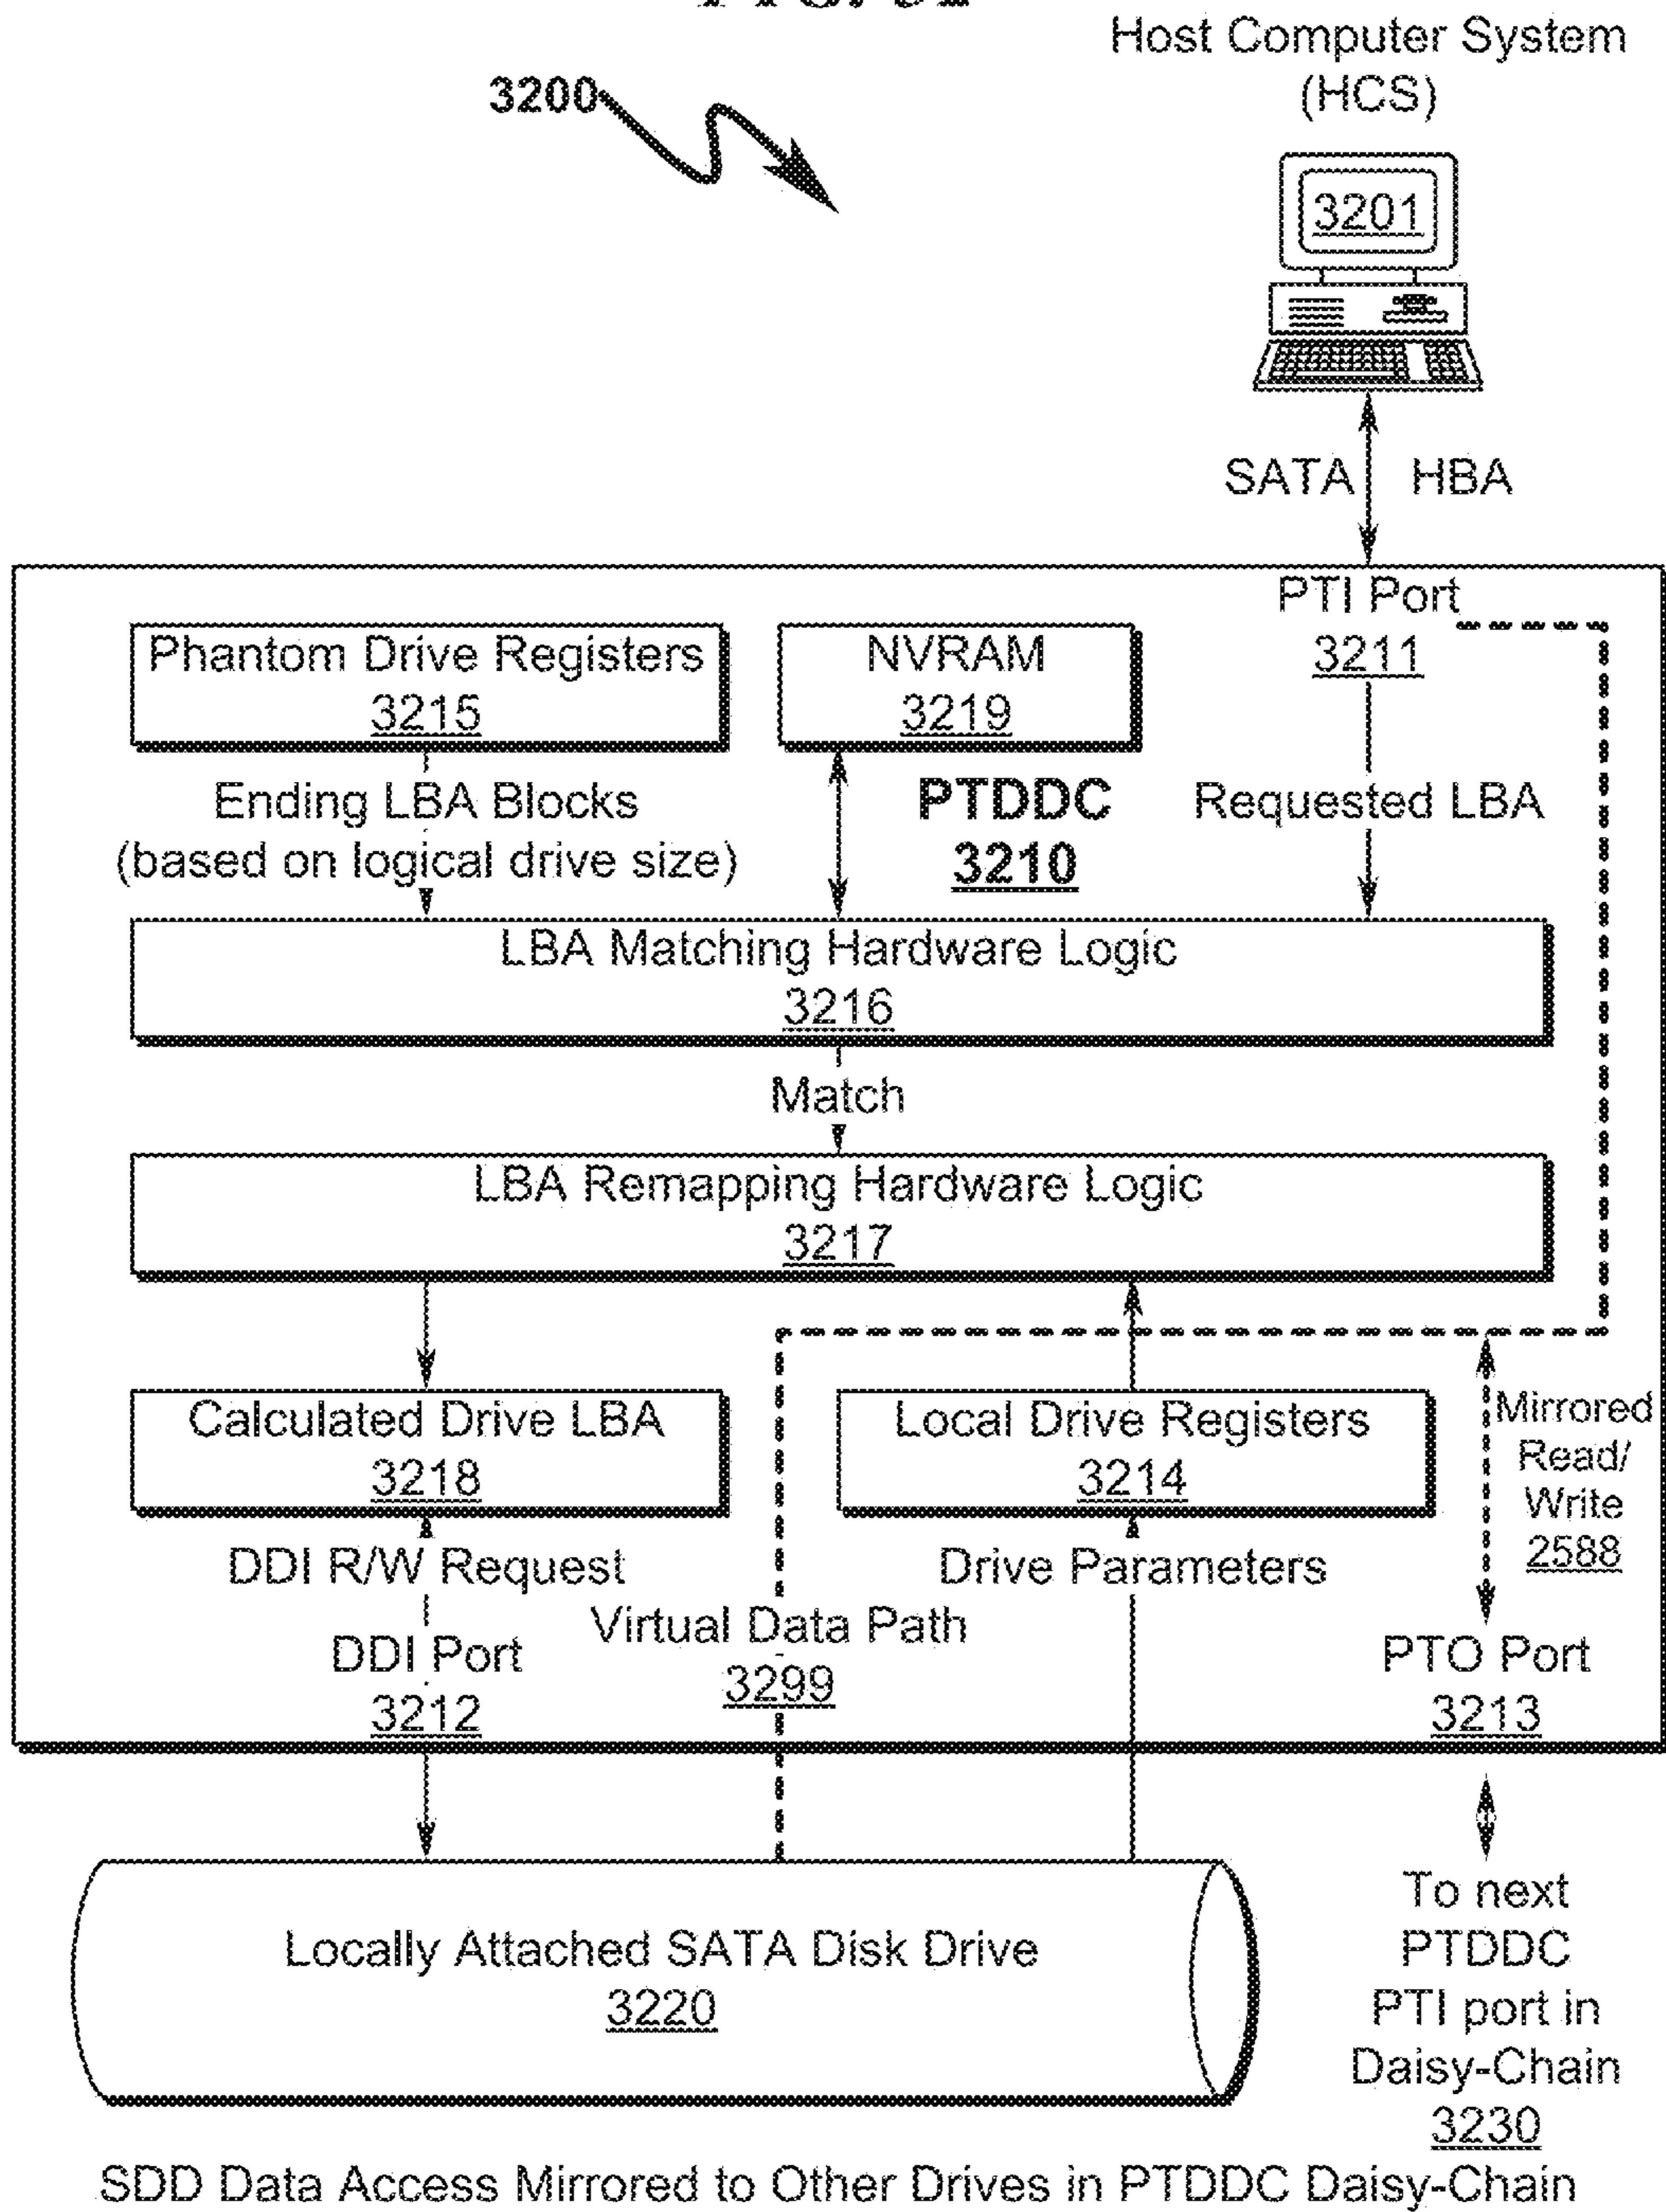 Host Computer System
(HCS)
3200
3201
SATA
HBA
PTI Port
3211
Phantom Drive Registers
3215
NVRAM
3219
Ending LBA Blocks
(based on logical drive size)
PTDDC
3210
Requested LBA
LBA Matching Hardware Logic
3216
Match
LBA Remapping Hardware Logic
3217
Calculated Drive LBA
3218
Local Drive Registers
3214
Mirrored
Read/
Write
2588
DDI R/W Request
Drive Parameters
Virtual Data Path
3299
DDI Port
3212
PTO Port
3213
Locally Attached SATA Disk Drive
3220
To next
PTDDC
PTI port in
Daisy-Chain
3230
SDD Data Access Mirrored to Other Drives in PTDDC Daisy-Chain